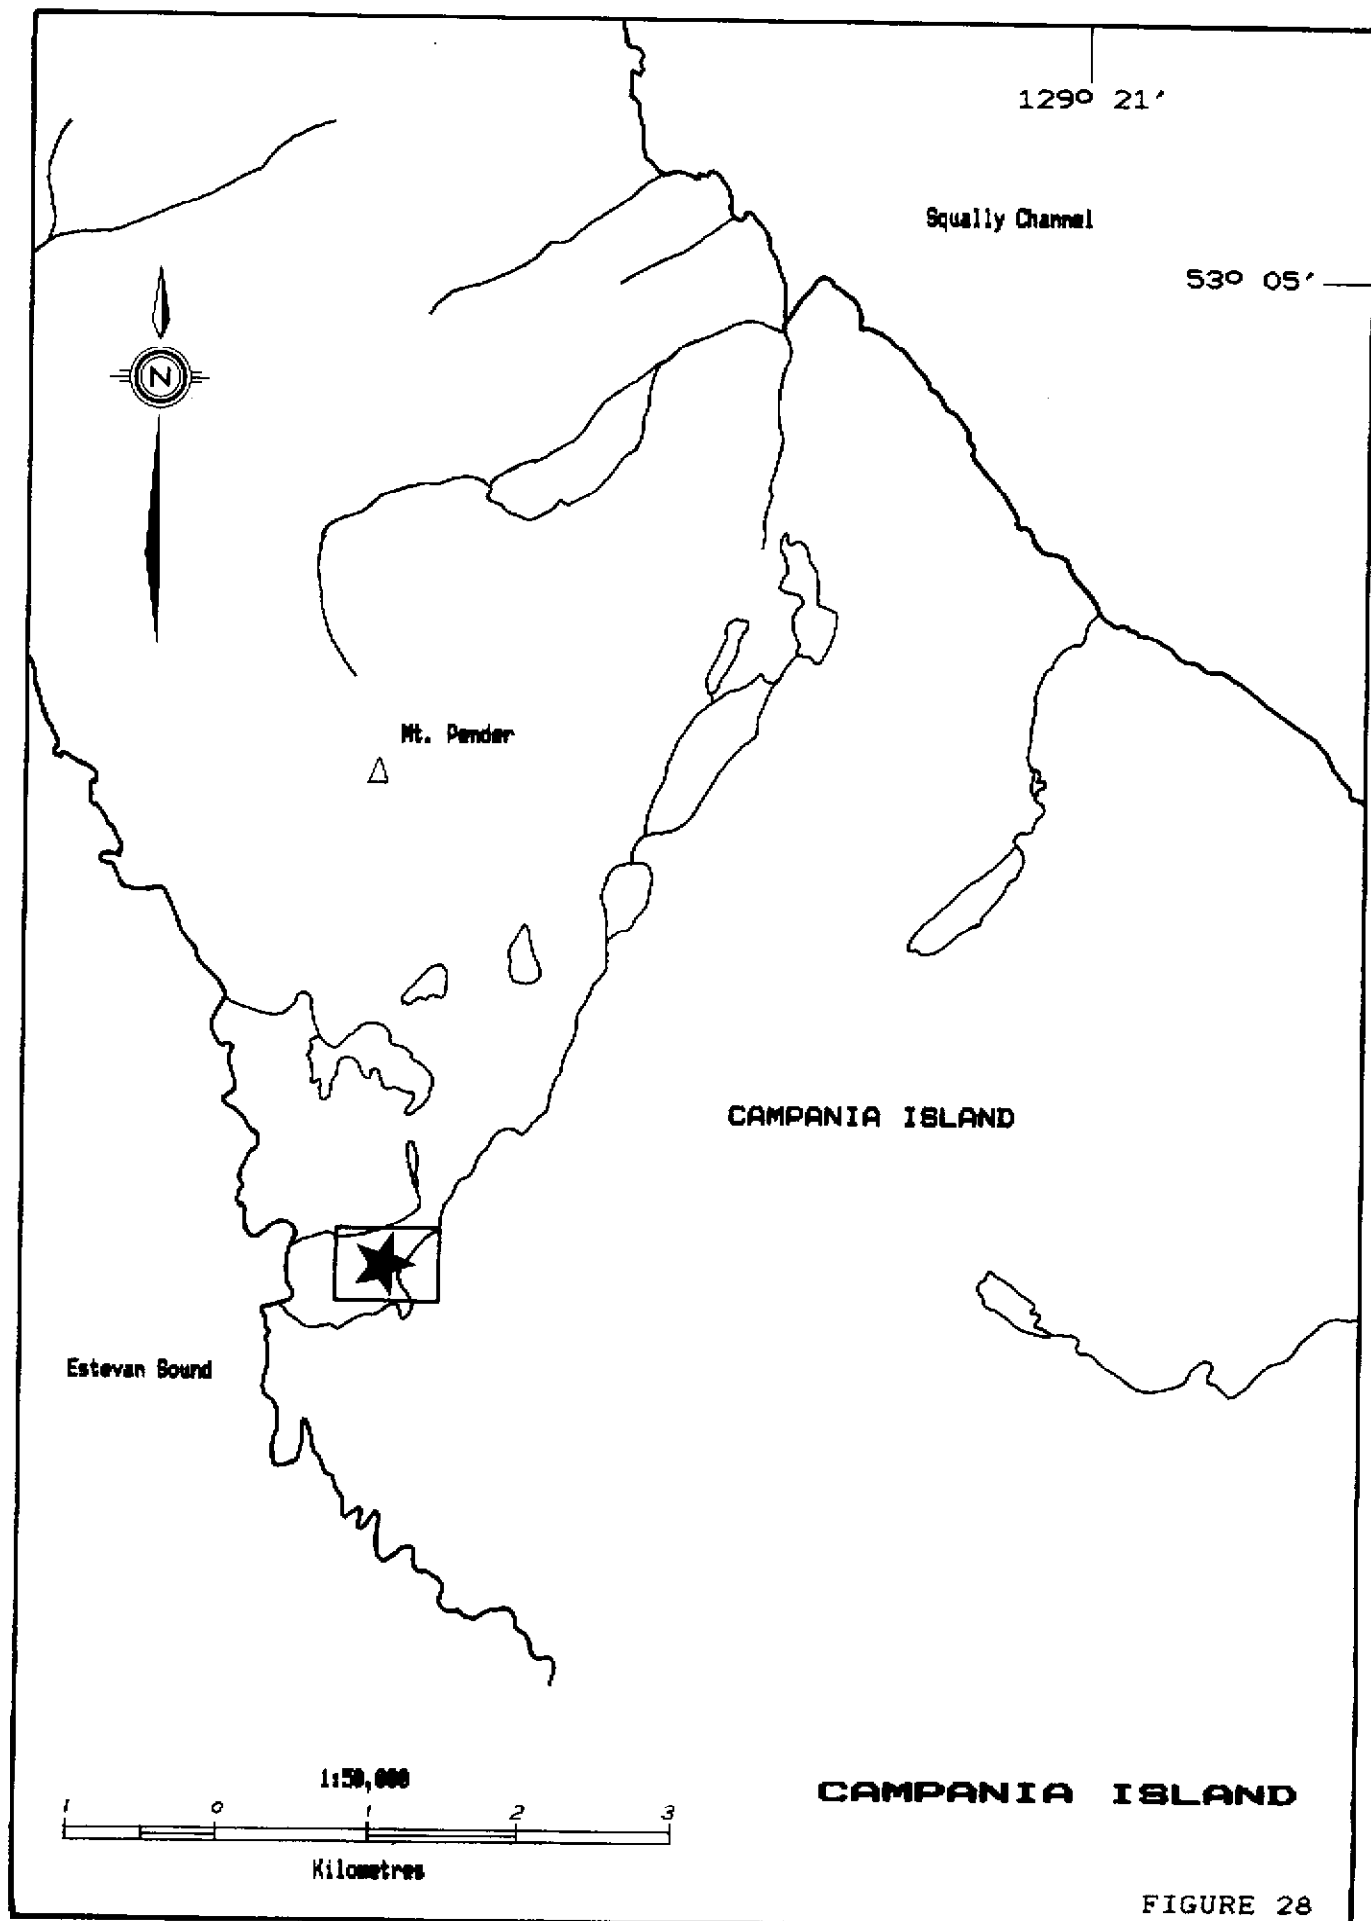 129° 21'
Squally Channel
53° 05'
N
Mt. Pender
CAMPANIA ISLAND
Estevan Sound
1:50,000
1 0 1 2 3
Kilometres
CAMPANIA ISLAND
FIGURE 28